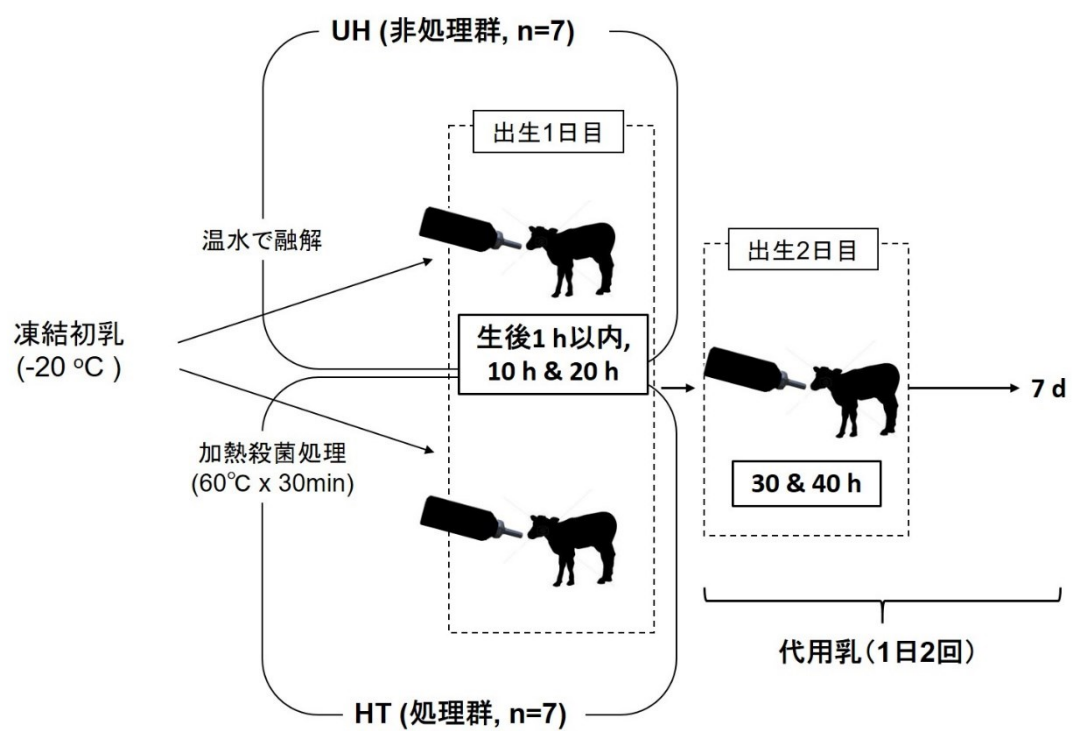 UH (非処理群, n=7)
出生1日目
温水で融解
出生2日目
凍結初乳
(-20 ºC )
生後1 h以内,
10 h & 20 h
7 d
加熱殺菌処理
(60℃ x 30min)
30 & 40 h
代用乳(1日2回)
HT (処理群, n=7)